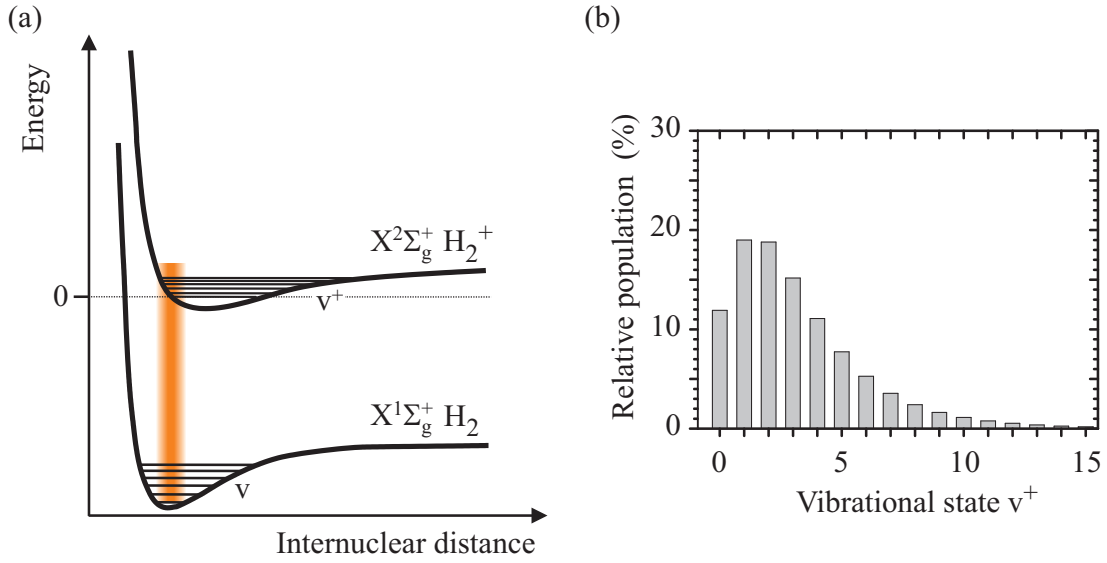 (a)
Energy
0
X²Σg⁺ H₂⁺
v⁺
X¹Σg⁺ H₂
v
Internuclear distance
(b)
Relative population (%)
30
20
10
0
0 5 10 15
Vibrational state v⁺